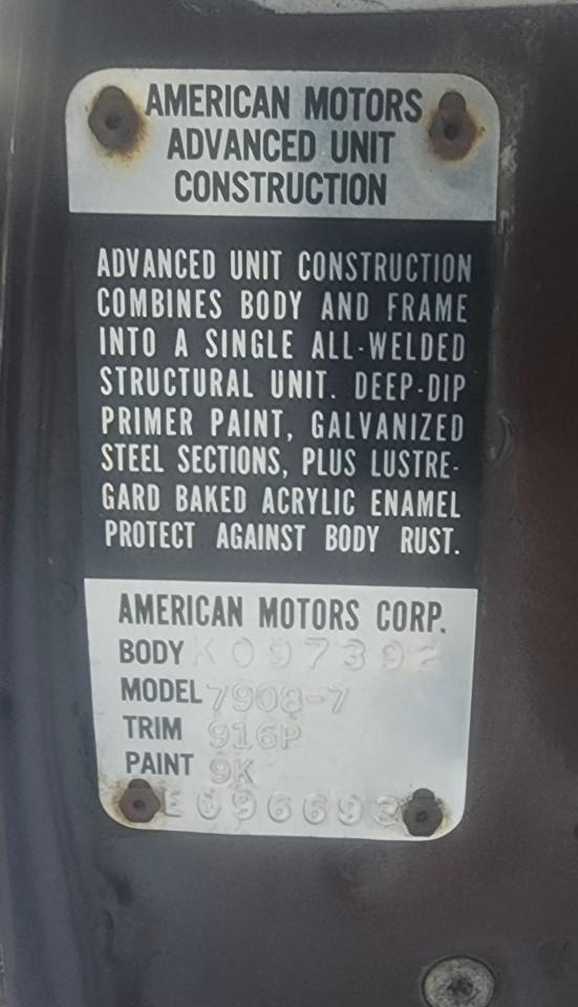 AMERICAN MOTORS
ADVANCED UNIT
CONSTRUCTION
ADVANCED UNIT CONSTRUCTION
COMBINES BODY AND FRAME
INTO A SINGLE ALL-WELDED
STRUCTURAL UNIT. DEEP-DIP
PRIMER PAINT, GALVANIZED
STEEL SECTIONS, PLUS LUSTRE-
GARD BAKED ACRYLIC ENAMEL
PROTECT AGAINST BODY RUST.
AMERICAN MOTORS CORP.
BODY K097392
MODEL 7908-7
TRIM 916P
PAINT 9K